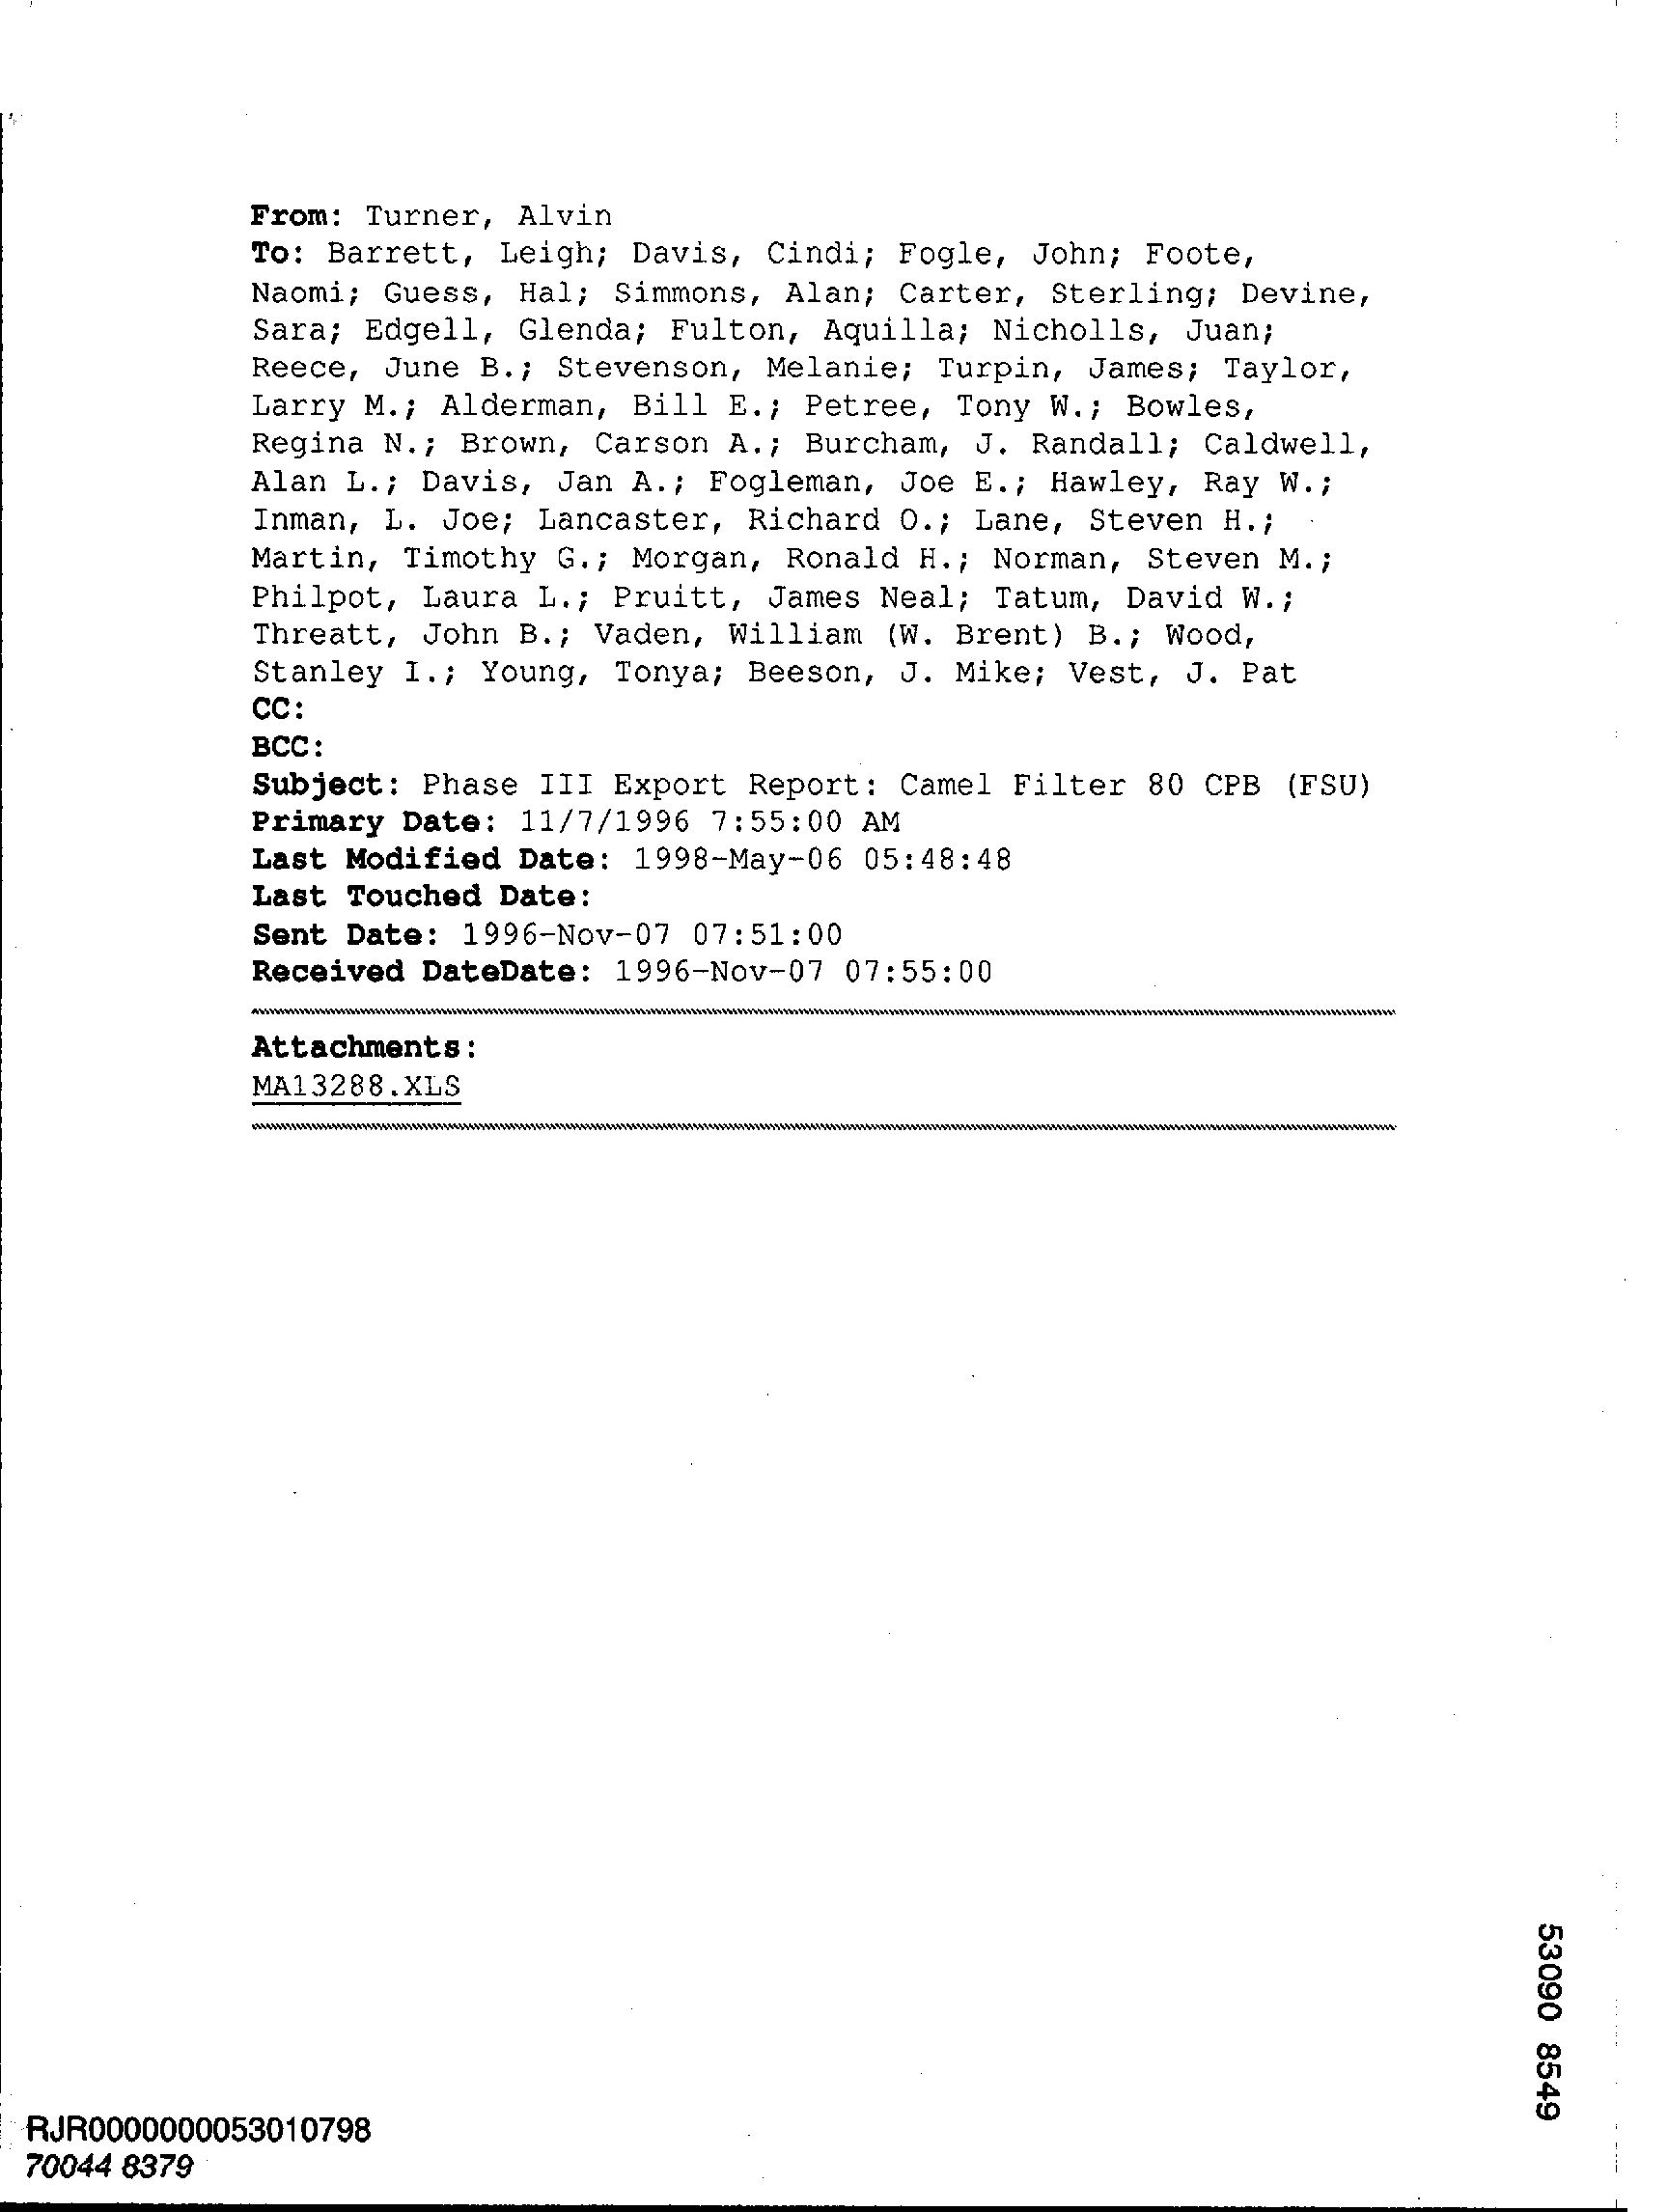 From: Turner, Alvin
To: Barrett, Leigh; Davis, Cindi; Fogle, John; Foote,
Naomi; Guess, Hal; Simmons, Alan; Carter, Sterling; Devine,
Sara; Edgell, Glenda; Fulton, Aquilla; Nicholls, Juan;
Reece, June B.; Stevenson, Melanie; Turpin, James; Taylor,
Larry M.; Alderman, Bill E.; Petree, Tony W.; Bowles,
Regina N.; Brown, Carson A.; Burcham, J. Randall; Caldwell,
Alan L.; Davis, Jan A.; Fogleman, Joe E.; Hawley, Ray W.;
Inman, L. Joe; Lancaster, Richard O.; Lane, Steven H.;
Martin, Timothy G.; Morgan, Ronald H.; Norman, Steven M.;
Philpot, Laura L.; Pruitt, James Neal; Tatum, David W.;
Threatt, John B.; Vaden, William (W. Brent) B.; Wood,
Stanley I.; Young, Tonya; Beeson, J. Mike; Vest, J. Pat
CC:
BCC:
Subject: Phase III Export Report: Camel Filter 80 CPB (FSU)
Primary Date: 11/7/1996 7:55:00 AM
Last Modified Date: 1998-May-06 05:48:48
Last Touched Date:
Sent Date: 1996-Nov-07 07:51:00
Received DateDate: 1996-Nov-07 07:55:00
Attachments:
MA13288.XLS
53090 8549
RJR0000000053010798
70044 8379